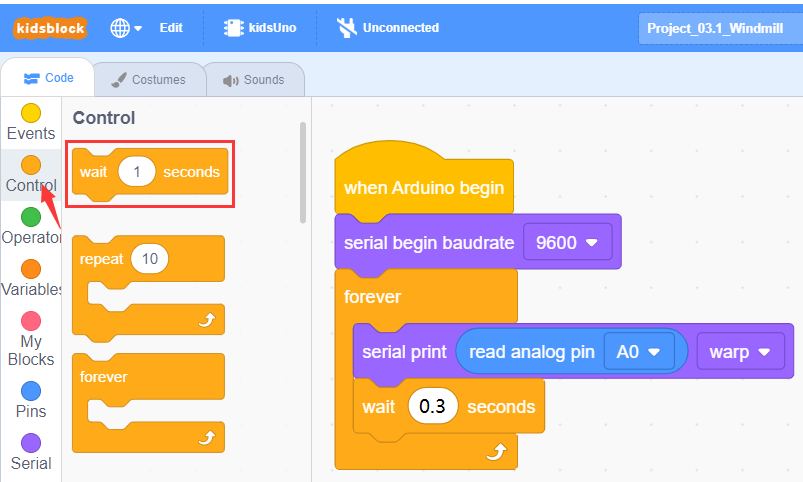 kidsblock Edit kidsUno Unconnected Project_03.1_Windmill
Code Costumes Sounds
Events
Control
Operator
Variables
My
Blocks
Pins
Serial
Control
wait 1 seconds
repeat 10
forever
when Arduino begin
serial begin baudrate 9600
forever
serial print read analog pin A0 warp
wait 0.3 seconds